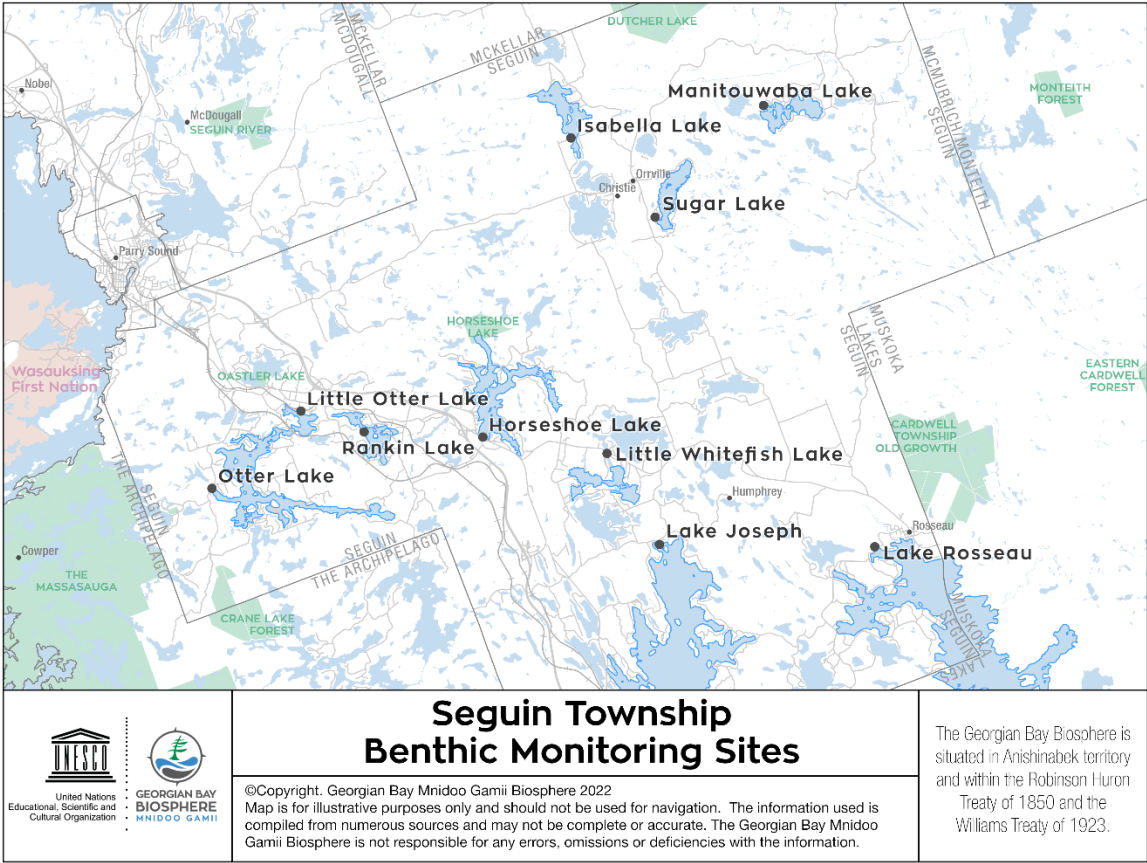 DUTCHER LAKE
MCKELLAR
MCDOUGALL
MCKELLAR
SEGUIN
MCMURRICH/MONTEITH
SEGUIN
Nobel
Manitouwaba Lake
MONTEITH
FOREST
McDougall
SEGUIN RIVER
Isabella Lake
Orrville
Christie
Sugar Lake
Parry Sound
HORSESHOE
LAKE
MUSKOKA
LAKES
SEGUIN
Wasauksing
First Nation
OASTLER LAKE
EASTERN
CARDWELL
FOREST
Little Otter Lake
Horseshoe Lake
CARDWELL
TOWNSHIP
OLD GROWTH
Rankin Lake
Little Whitefish Lake
Otter Lake
Humphrey
SEGUIN
THE ARCHIPELAGO
Lake Joseph
Rosseau
Lake Rosseau
SEGUIN
THE ARCHIPELAGO
Cowper
THE
MASSASAUGA
CRANE LAKE
FOREST
MUSKOKA LAKES
SEGUIN
UNESCO
United Nations
Educational, Scientific and
Cultural Organization
GEORGIAN BAY
BIOSPHERE
MNIDOO GAMII
Seguin Township
Benthic Monitoring Sites
©Copyright. Georgian Bay Mnidoo Gamii Biosphere 2022
Map is for illustrative purposes only and should not be used for navigation. The information used is
compiled from numerous sources and may not be complete or accurate. The Georgian Bay Mnidoo
Gamii Biosphere is not responsible for any errors, omissions or deficiencies with the information.
The Georgian Bay Biosphere is
situated in Anishinabek territory
and within the Robinson Huron
Treaty of 1850 and the
Williams Treaty of 1923.